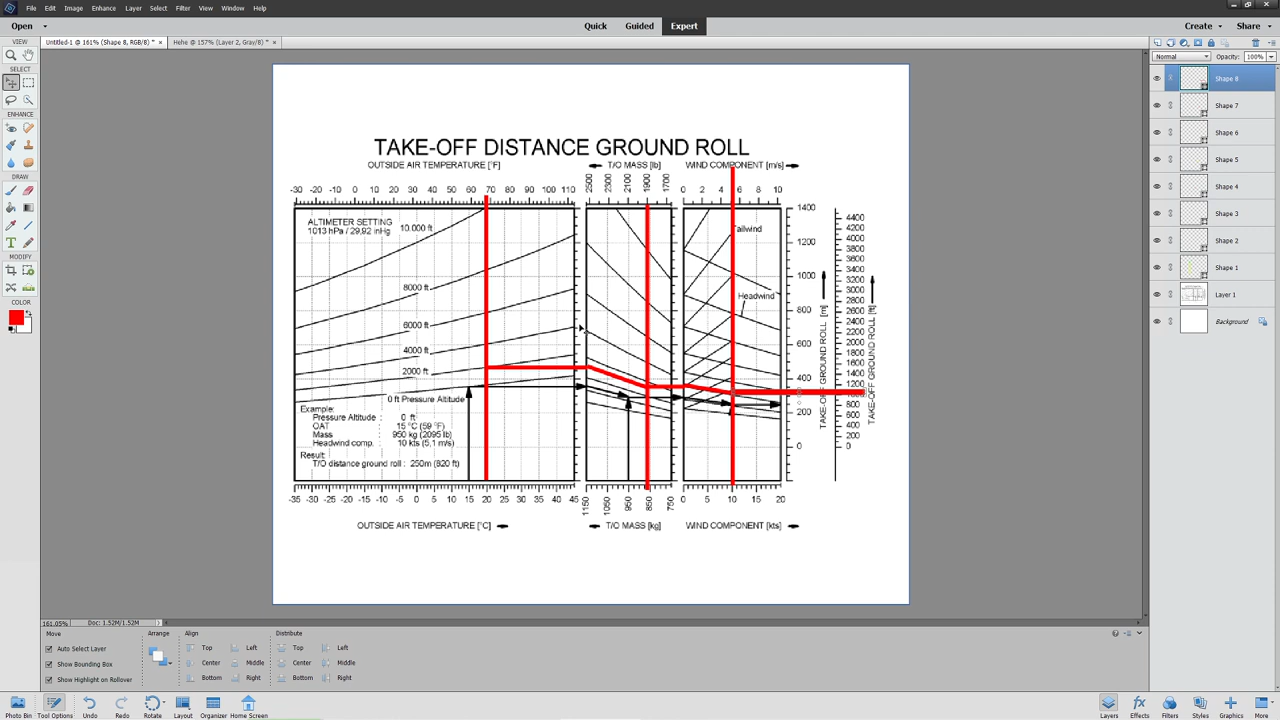 File Edit Image Enhance Layer Select Filter View Window Help
Open Quick Guided Expert Create Share
VIEW
Untitled-1 @ 161% (Shape 8, RGB/8) * × Hehe @ 157% (Layer 2, Gray/8) * ×
SELECT
ENHANCE
DRAW
MODIFY
COLOR
Normal Opacity: 100%
Shape 8
Shape 7
Shape 6
Shape 5
Shape 4
Shape 3
Shape 2
Shape 1
Layer 1
Background
TAKE-OFF DISTANCE GROUND ROLL
OUTSIDE AIR TEMPERATURE [°F] T/O MASS [lb] WIND COMPONENT [m/s]
-30 -20 -10 0 10 20 30 40 50 60 70 80 90 100 110 2500 2300 2100 1900 1700 0 2 4 6 8 10
ALTIMETER SETTING
1013 hPa / 29,92 inHg
10.000 ft
8000 ft
6000 ft
4000 ft
2000 ft
0 ft Pressure Altitude
Tailwind
Headwind
Example:
Pressure Altitude : 0 ft
OAT : 15 °C (59 °F)
Mass : 950 kg (2095 lb)
Headwind comp. : 10 kts (5,1 m/s)
Result:
T/O distance ground roll : 250m (820 ft)
1400
1200
1000
800
600
400
200
0
TAKE-OFF GROUND ROLL [m]
4400
4200
4000
3800
3600
3400
3200
3000
2800
2600
2400
2200
2000
1800
1600
1400
1200
800
600
400
200
0
TAKE-OFF GROUND ROLL [ft]
-35 -30 -25 -20 -15 -10 -5 0 5 10 15 20 25 30 35 40 45 1150 1050 950 850 750 0 5 10 15 20
OUTSIDE AIR TEMPERATURE [°C] T/O MASS [kg] WIND COMPONENT [kts]
161.05% Doc: 1.52M/1.52M
Move Arrange Align Distribute
Auto Select Layer Top Left Top Left
Show Bounding Box Center Middle Center Middle
Show Highlight on Rollover Bottom Right Bottom Right
Photo Bin Tool Options Undo Redo Rotate Layout Organizer Home Screen Layers Effects Filters Styles Graphics More